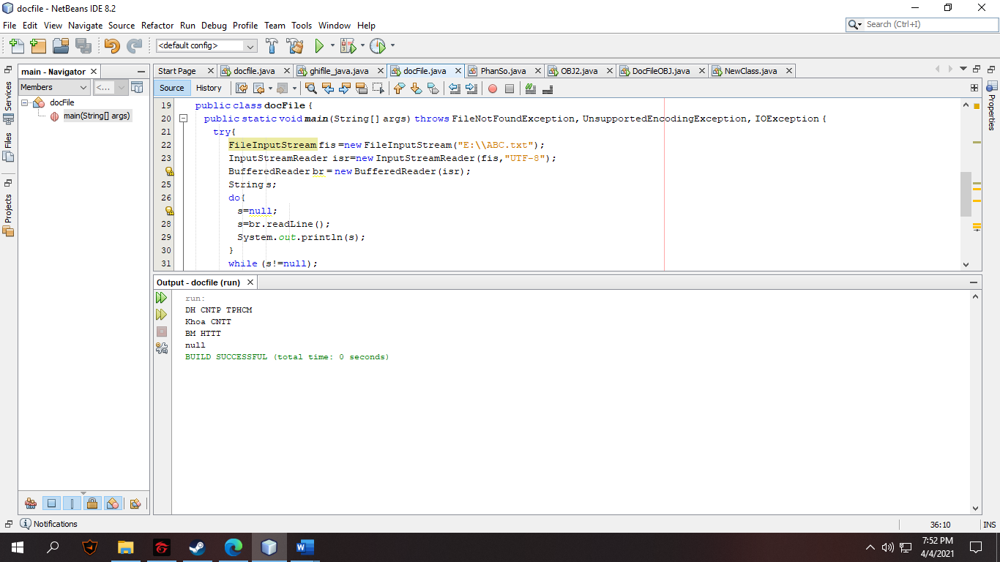 docfile - NetBeans IDE 8.2
File Edit View Navigate Source Refactor Run Debug Profile Team Tools Window Help
Search (Ctrl+I)
<default config>
main - Navigator
Members
<...
docFile
main(String[] args)
Services
Files
Projects
Start Page docfile.java ghifile_java.java docFile.java PhanSo.java OBJ2.java DocFileOBJ.java NewClass.java
Source History
Properties
19 public class docFile {
20 public static void main(String[] args) throws FileNotFoundException, UnsupportedEncodingException, IOException {
21 try{
22 FileInputStream fis =new FileInputStream("E:\\ABC.txt");
23 InputStreamReader isr=new InputStreamReader(fis,"UTF-8");
BufferedReader br = new BufferedReader(isr);
25 String s;
26 do{
s=null;
28 s=br.readLine();
29 System.out.println(s);
30 }
31 while (s!=null);
Output - docfile (run)
run:
DH CNTP TPHCM
Khoa CNTT
BM HTTT
null
BUILD SUCCESSFUL (total time: 0 seconds)
Notifications
36:10 INS
7:52 PM
4/4/2021